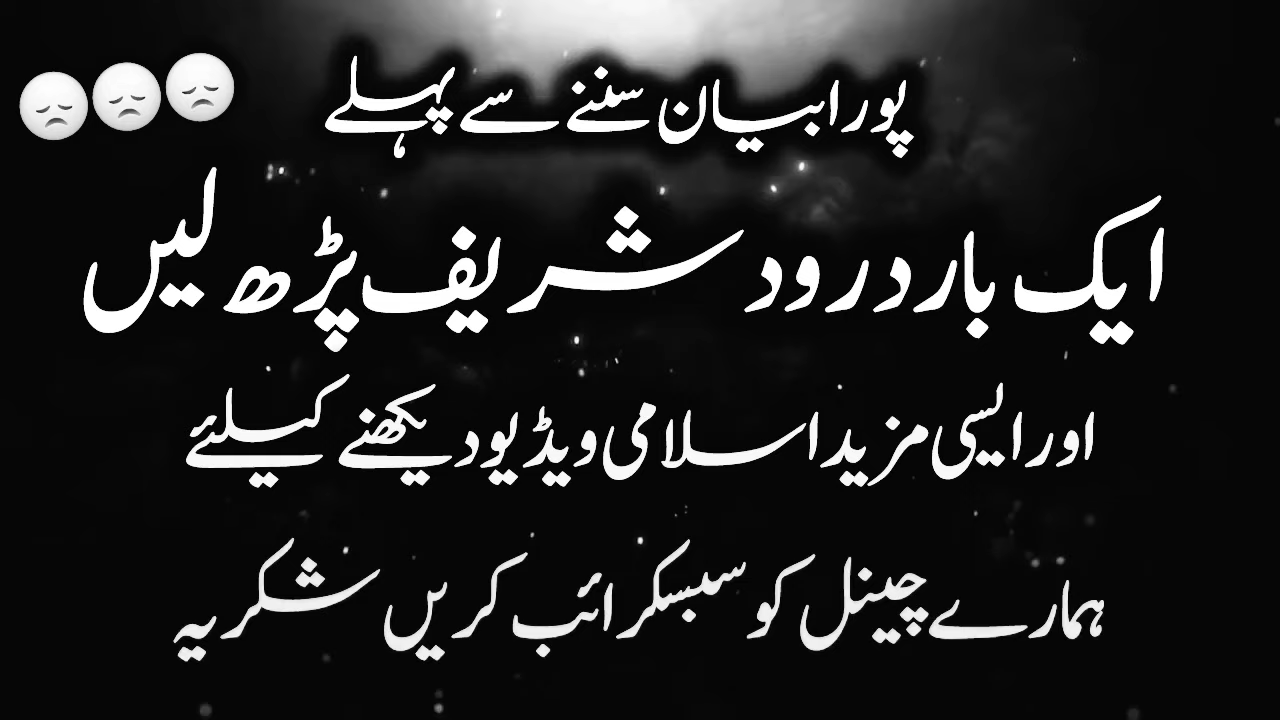 پورا بیان سننے سے پہلے
ایک بار درود شریف پڑھ لیں
اور ایسی مزید اسلامی ویڈیو دیکھنے کیلئے
ہمارے چینل کو سبسکرائب کریں شکریہ